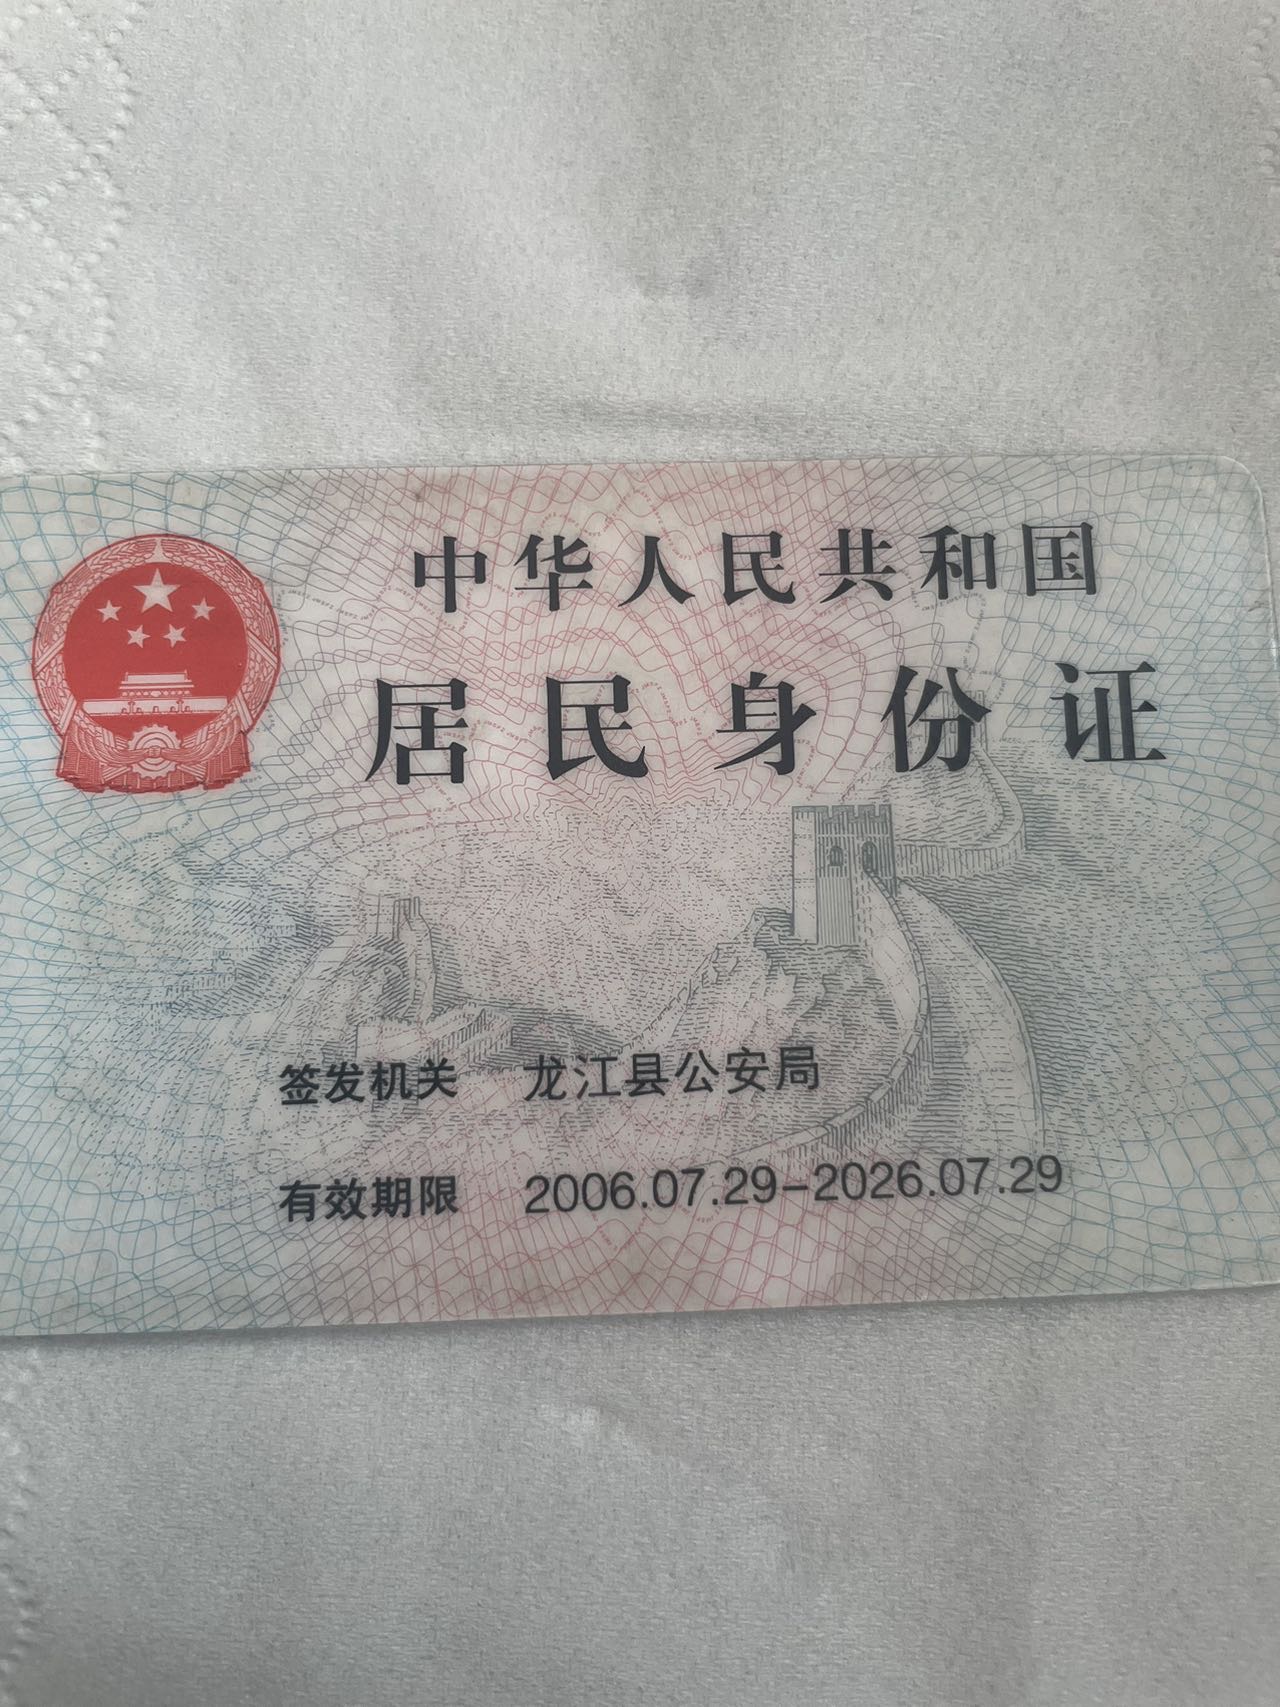 中华人民共和国
居民身份证
签发机关 龙江县公安局
有效期限 2006.07.29-2026.07.29